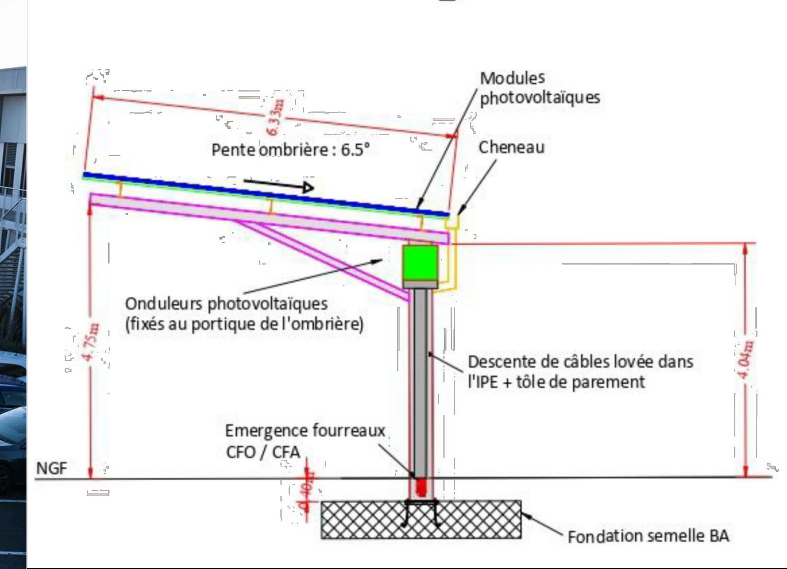 Modules
photovoltaïques
6.33m
Pente ombrière : 6.5°
Cheneau
Onduleurs photovoltaïques
(fixés au portique de l'ombrière)
4.75m
4.04m
Descente de câbles lovée dans
l'IPE + tôle de parement
Emergence fourreaux
CFO / CFA
NGF
0.40m
Fondation semelle BA